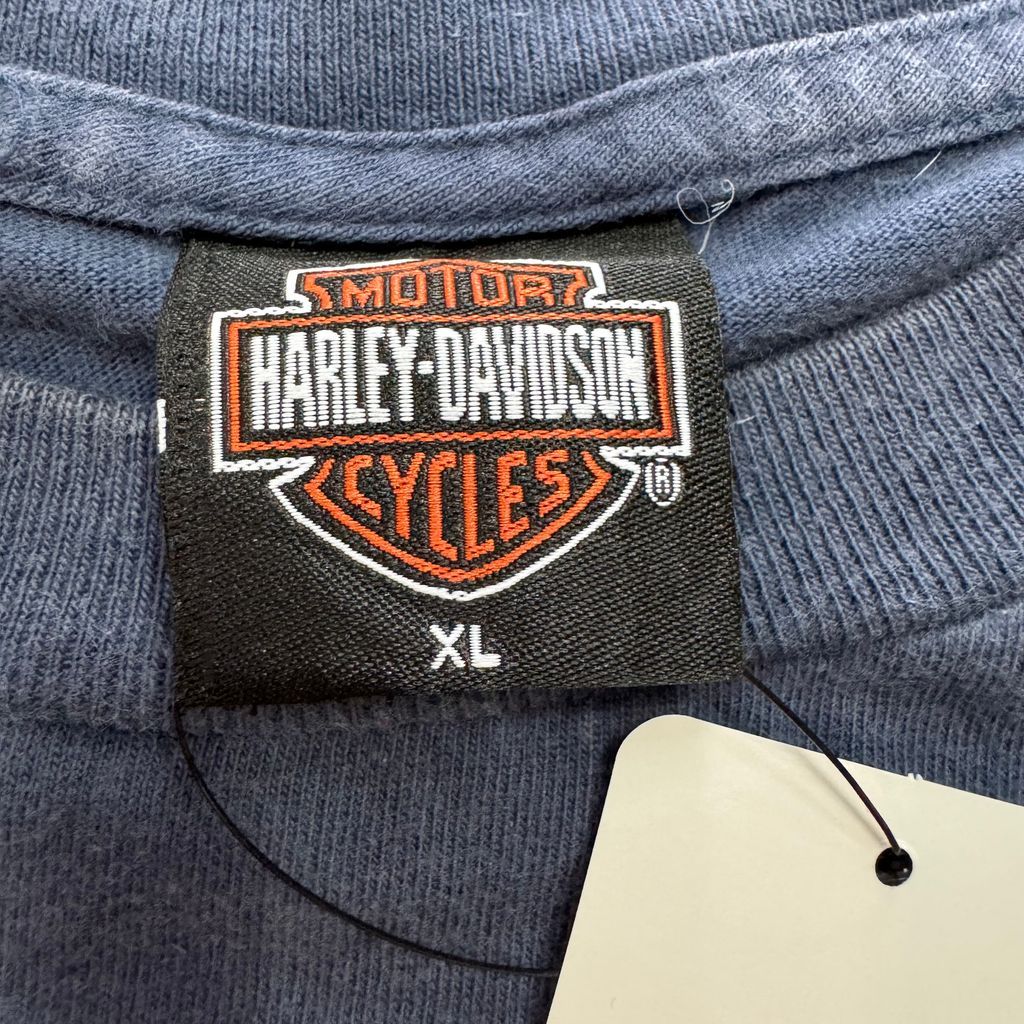 MOTOR
HARLEY-DAVIDSON
CYCLES
®
XL